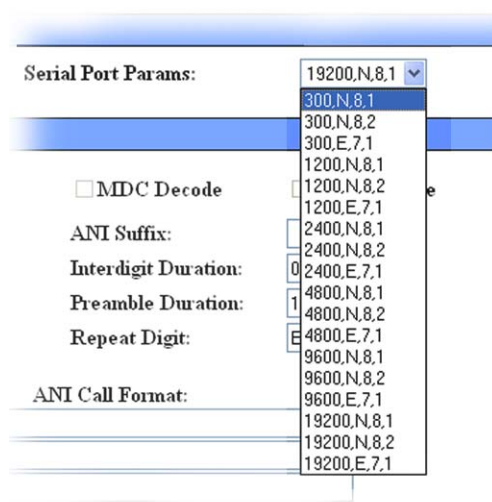 Serial Port Params: 19200,N,8,1
300,N,8,1
300,N,8,2
300,E,7,1
1200,N,8,1
MDC Decode 1200,N,8,2 e
1200,E,7,1
ANI Suffix: 2400,N,8,1
2400,N,8,2
Interdigit Duration: 0 2400,E,7,1
4800,N,8,1
Preamble Duration: 1 4800,N,8,2
Repeat Digit: E 4800,E,7,1
9600,N,8,1
9600,N,8,2
ANI Call Format: 9600,E,7,1
19200,N,8,1
19200,N,8,2
19200,E,7,1